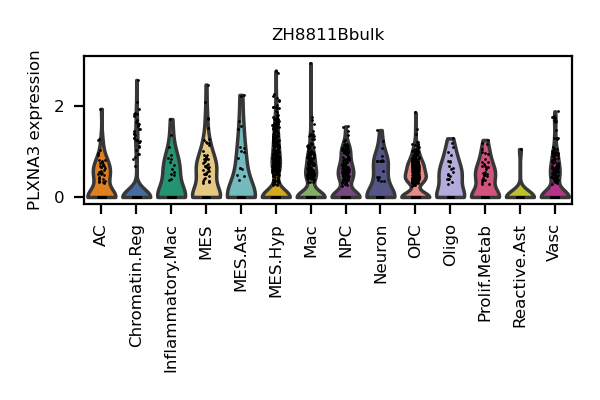 ZH8811Bbulk
PLXNA3 expression
2
0
AC
Chromatin.Reg
Inflammatory.Mac
MES
MES.Ast
MES.Hyp
Mac
NPC
Neuron
OPC
Oligo
Prolif.Metab
Reactive.Ast
Vasc